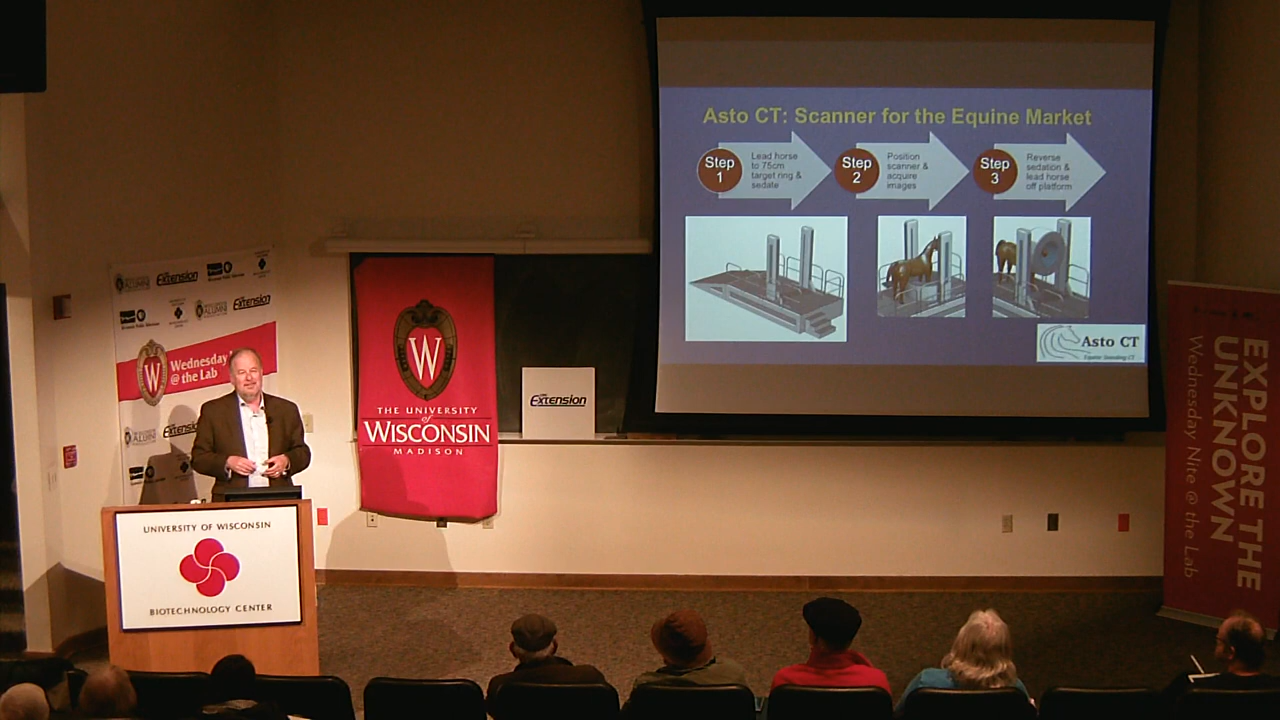 Asto CT: Scanner for the Equine Market
Step
1
Lead horse
to 75cm
target ring &
sedate
Step
2
Position
scanner &
acquire
images
Step
3
Reverse
sedation &
lead horse
off platform
Asto CT
Equine Standing CT
Extension
Extension
Wednesday
@ the Lab
W
Extension
W
THE UNIVERSITY
of
WISCONSIN
MADISON
Extension
UNIVERSITY OF WISCONSIN
BIOTECHNOLOGY CENTER
EXPLORE THE
UNKNOWN
Wednesday Nite @ the Lab